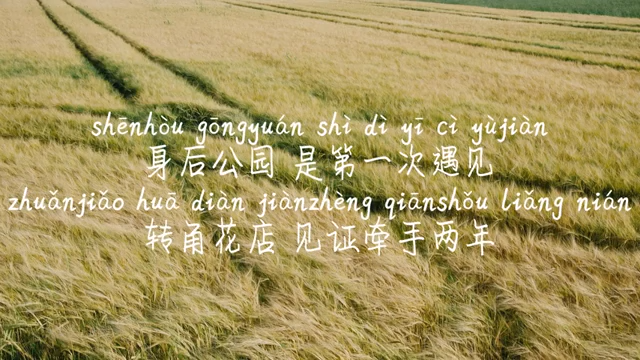 shēnhòu gōngyuán shì dì yī cì yùjiàn
身后公园 是第一次遇见
zhuǎnjiǎo huā diàn jiànzhèng qiānshǒu liǎng nián
转角花店 见证牵手两年